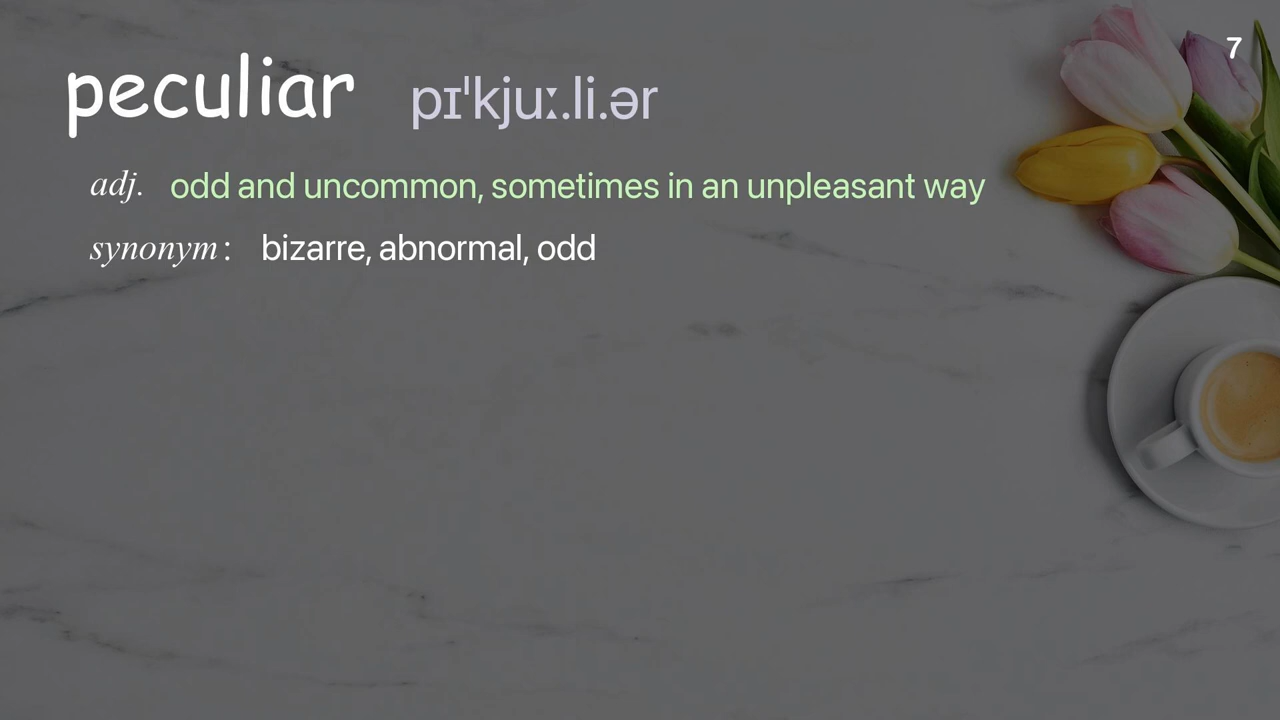 7
peculiar pɪˈkjuː.li.ər
adj. odd and uncommon, sometimes in an unpleasant way
synonym: bizarre, abnormal, odd